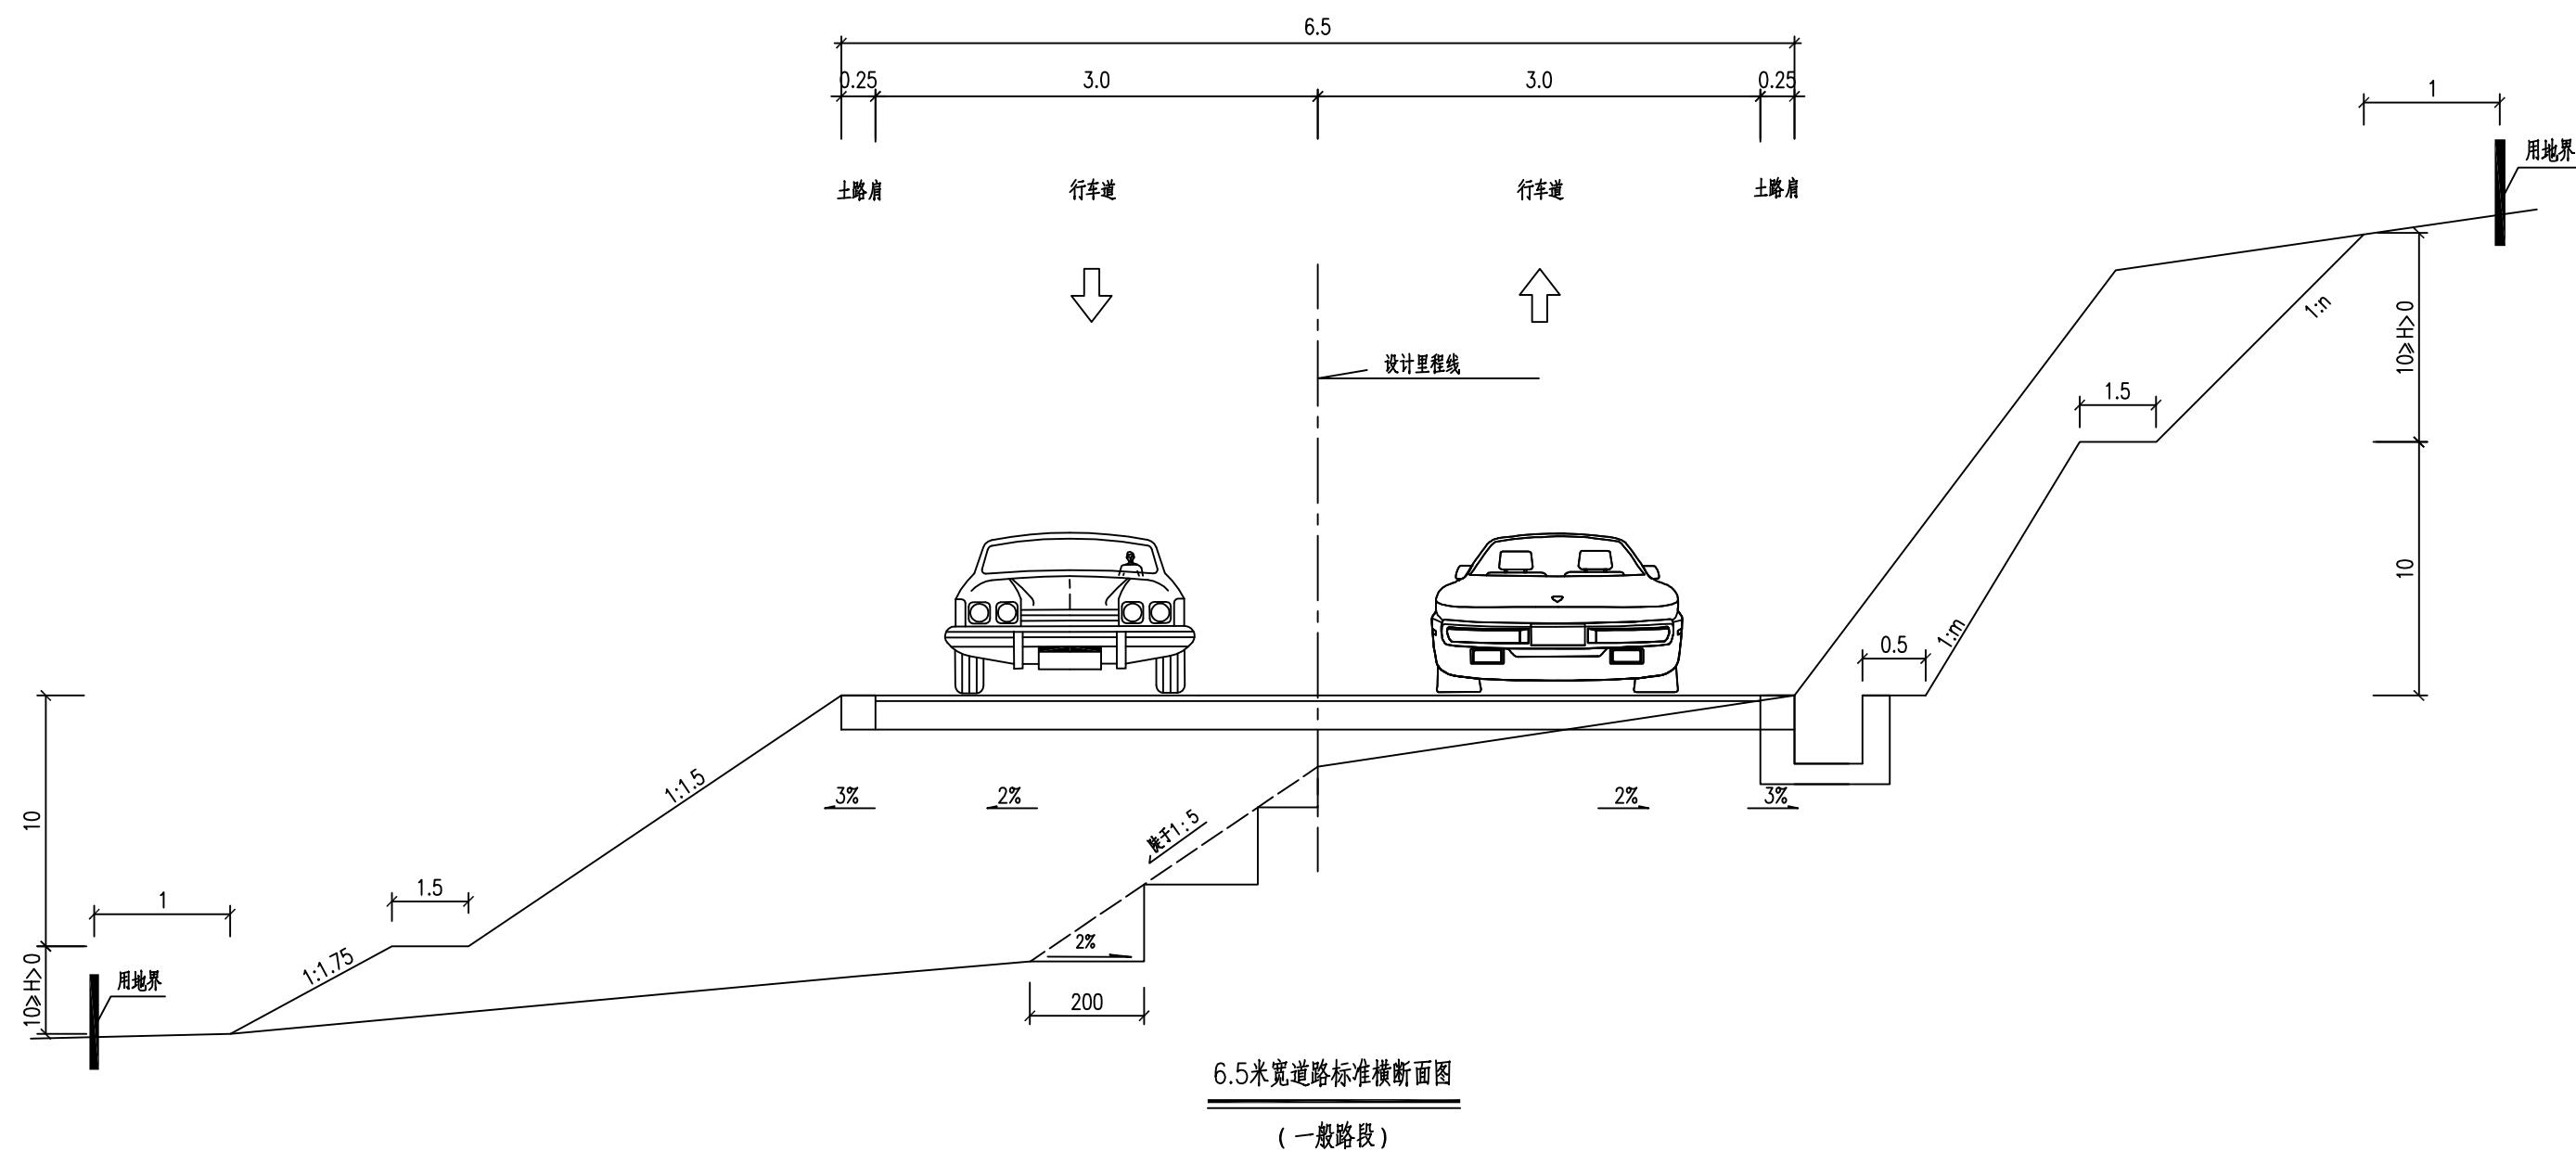 6.5
0.25
3.0
3.0
0.25
1
用地界
土路肩
行车道
行车道
土路肩
1:n
10≥H>0
设计里程线
1.5
10
0.5
1:m
1:1.5
3%
2%
2%
3%
10
陡于1:5
1.5
1
2%
1:1.75
10≥H>0
用地界
200
6.5米宽道路标准横断面图
(一般路段)